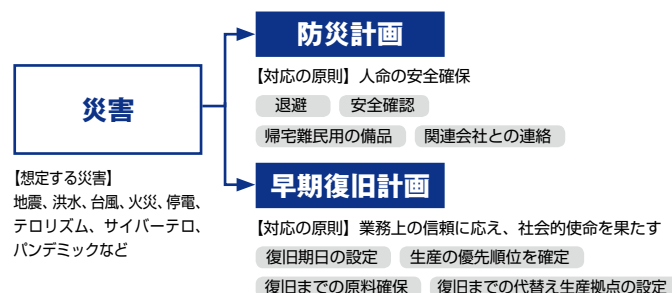 災害
【想定する災害】
地震、洪水、台風、火災、停電、
テロリズム、サイバーテロ、
パンデミックなど
防災計画
【対応の原則】人命の安全確保
退避 安全確認
帰宅難民用の備品 関連会社との連絡
早期復旧計画
【対応の原則】業務上の信頼に応え、社会的使命を果たす
復旧期日の設定 生産の優先順位を確定
復旧までの原料確保 復旧までの代替え生産拠点の設定